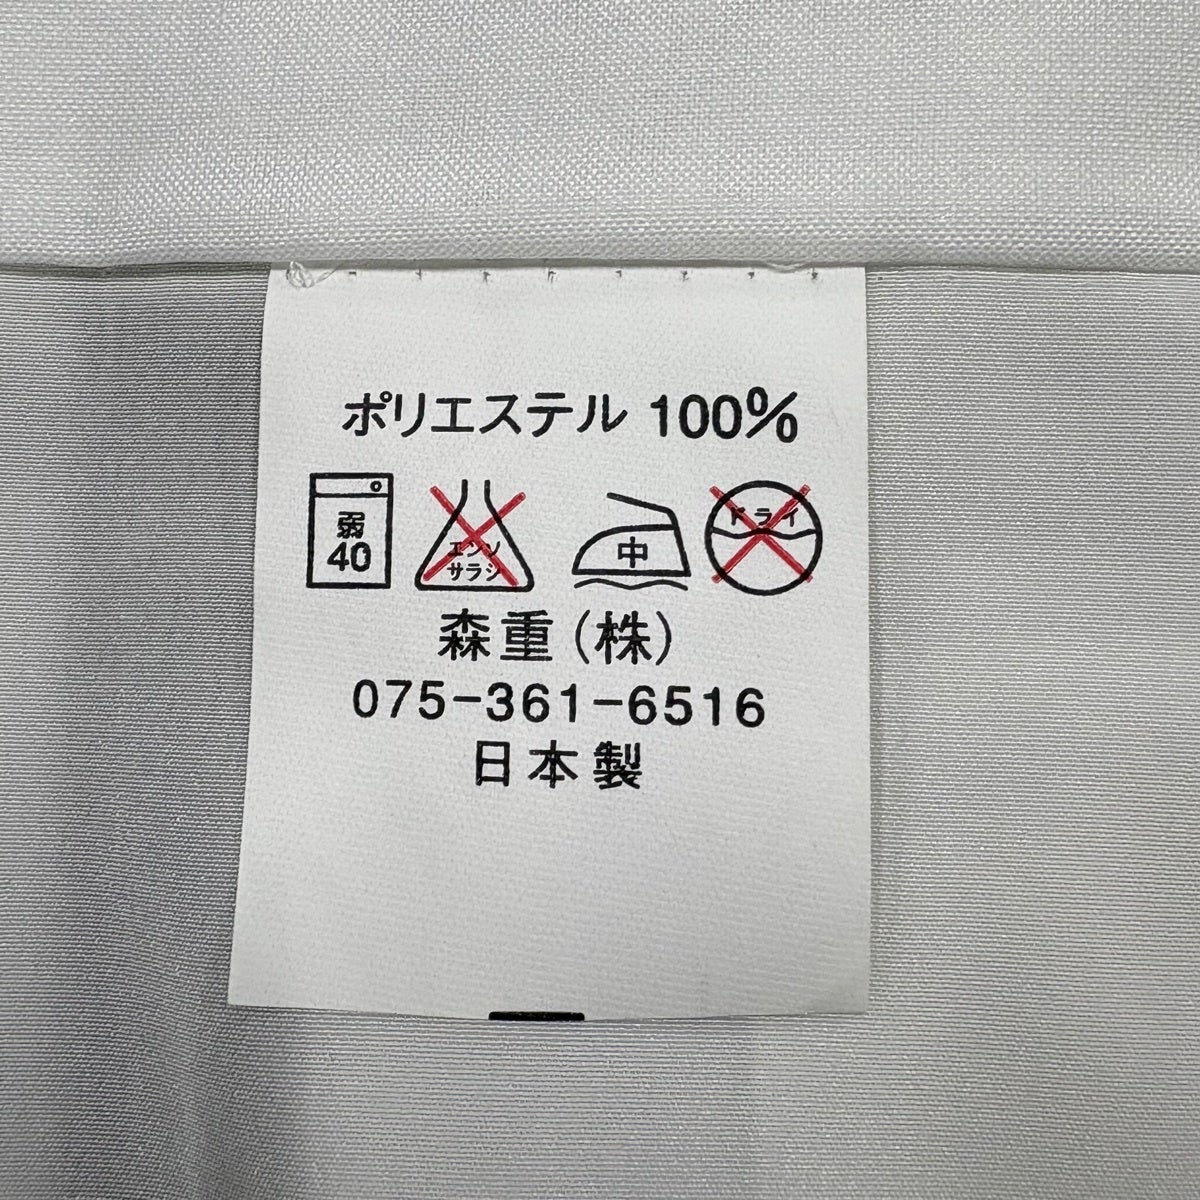 ポリエステル 100%
弱
40
エンソ
サラシ
中
ドライ
森重(株)
075-361-6516
日本製